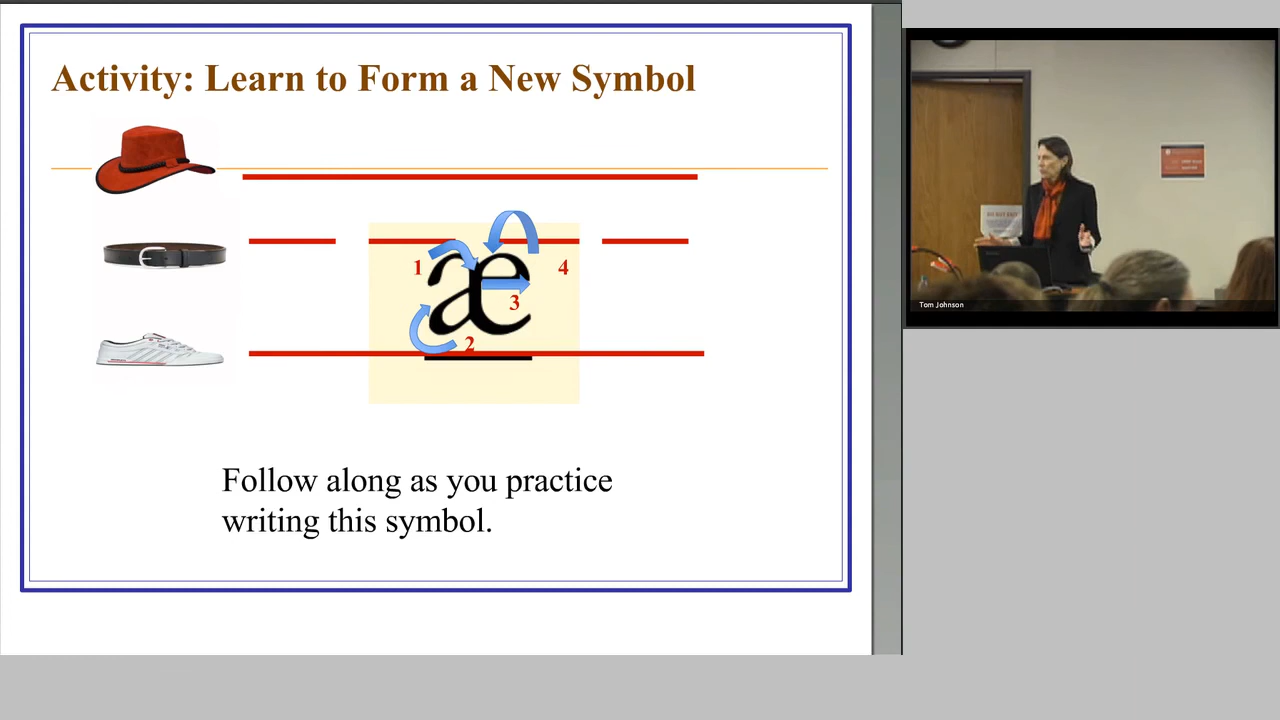 Activity: Learn to Form a New Symbol
1
4
æ
3
2
Follow along as you practice
writing this symbol.
Tom Johnson